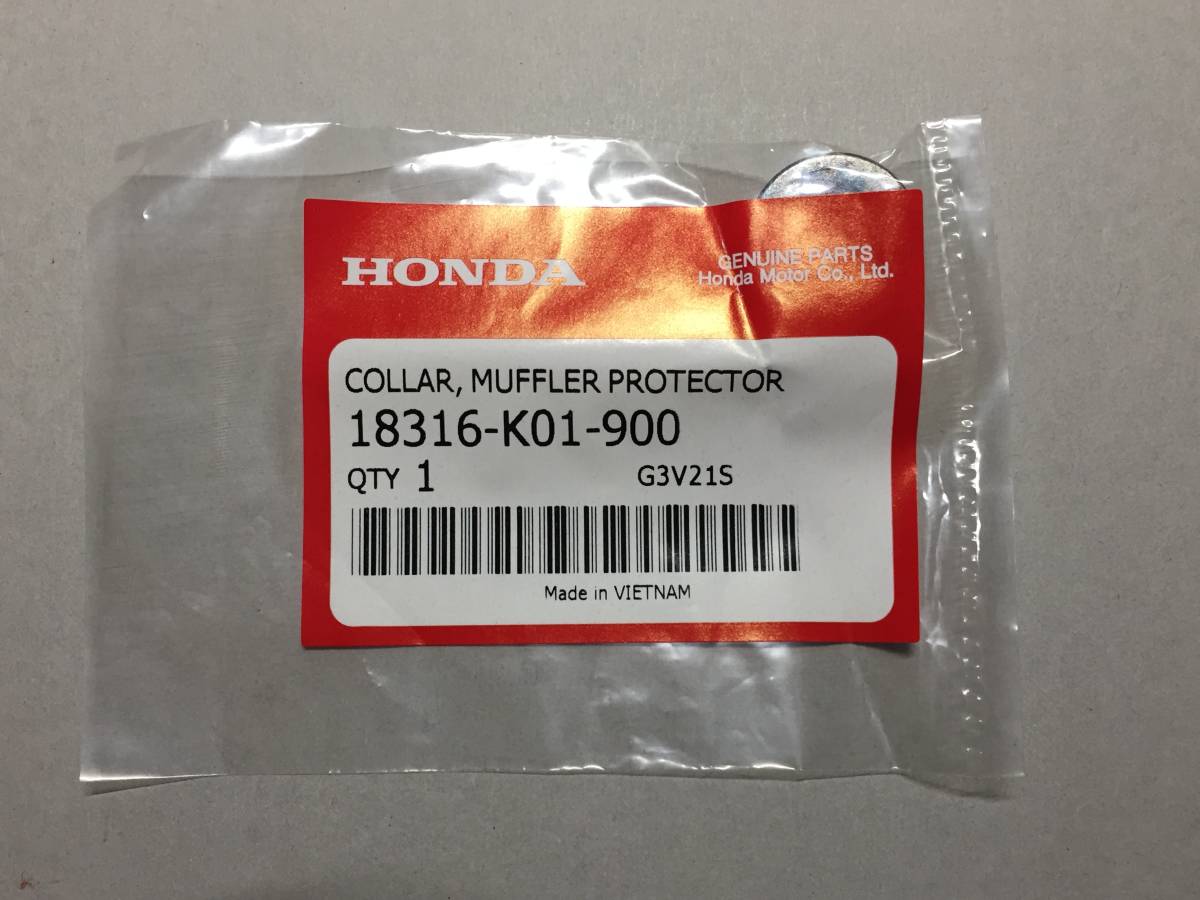 HONDA
GENUINE PARTS
Honda Motor Co., Ltd.
COLLAR, MUFFLER PROTECTOR
18316-K01-900
QTY 1 G3V21S
Made in VIETNAM